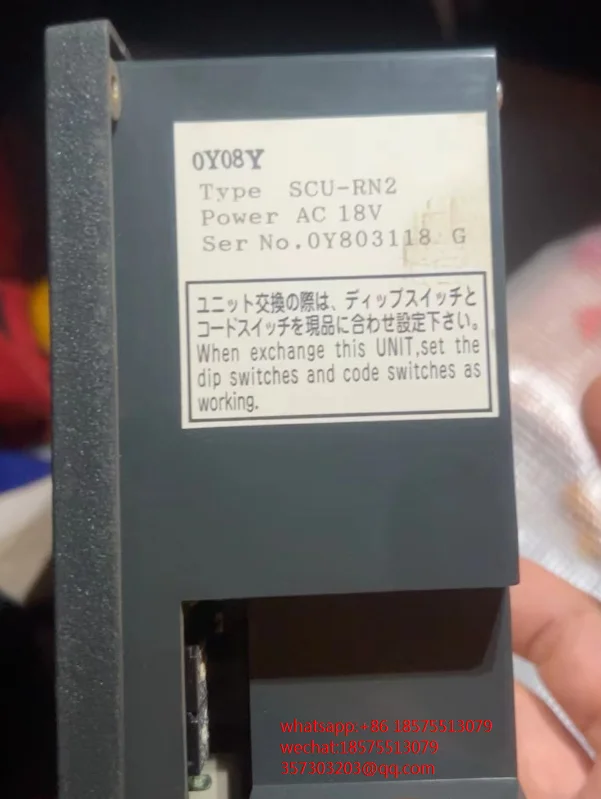 0Y08Y
Type SCU-RN2
Power AC 18V
Ser No.0Y803118 G
ユニット交換の際は、ディップスイッチと
コードスイッチを現品に合わせ設定下さい。
When exchange this UNIT,set the
dip switches and code switches as
working.
whatsapp:+86 18575513079
wechat:18575513079
357303203@qq.com